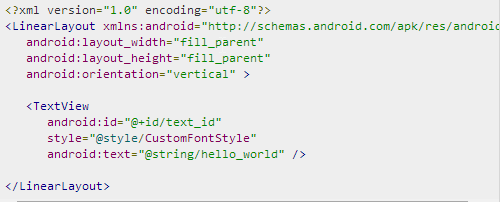 <?xml version="1.0" encoding="utf-8"?>
<LinearLayout xmlns:android="http://schemas.android.com/apk/res/android
android:layout_width="fill_parent"
android:layout_height="fill_parent"
android:orientation="vertical" >
<TextView
android:id="@+id/text_id"
style="@style/CustomFontStyle"
android:text="@string/hello_world" />
</LinearLayout>